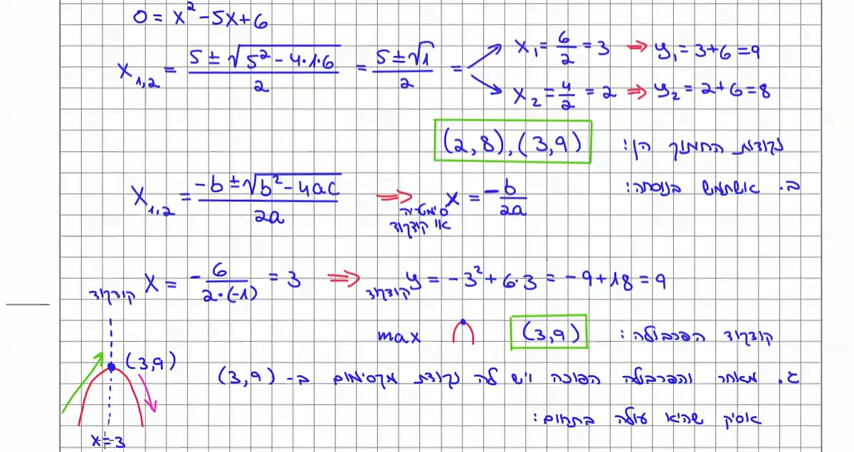 0 = x² - 5x + 6
x₁,₂ = (5 ± √(5² - 4·1·6))/2 = (5 ± √1)/2 = x₁ = 6/2 = 3 ⇒ y₁ = 3+6 = 9
x₂ = 4/2 = 2 ⇒ y₂ = 2+6 = 8
נקודות החיתוך הן: (2,8), (3,9)
ב. אשתמש בנוסחה:
x₁,₂ = (-b ± √(b² - 4ac))/2a ⇒ x = -b/2a
סימטריה
או קודקוד
x קודקוד = -6/(2·(-1)) = 3 ⇒ y קודקוד = -3² + 6·3 = -9 + 18 = 9
קודקוד הפרבולה: (3,9) max
ג. מאחר והפרבולה הפוכה ויש לה נקודת מקסימום ב- (3,9)
אסיק שהיא עולה בתחום:
(3,9)
x=3